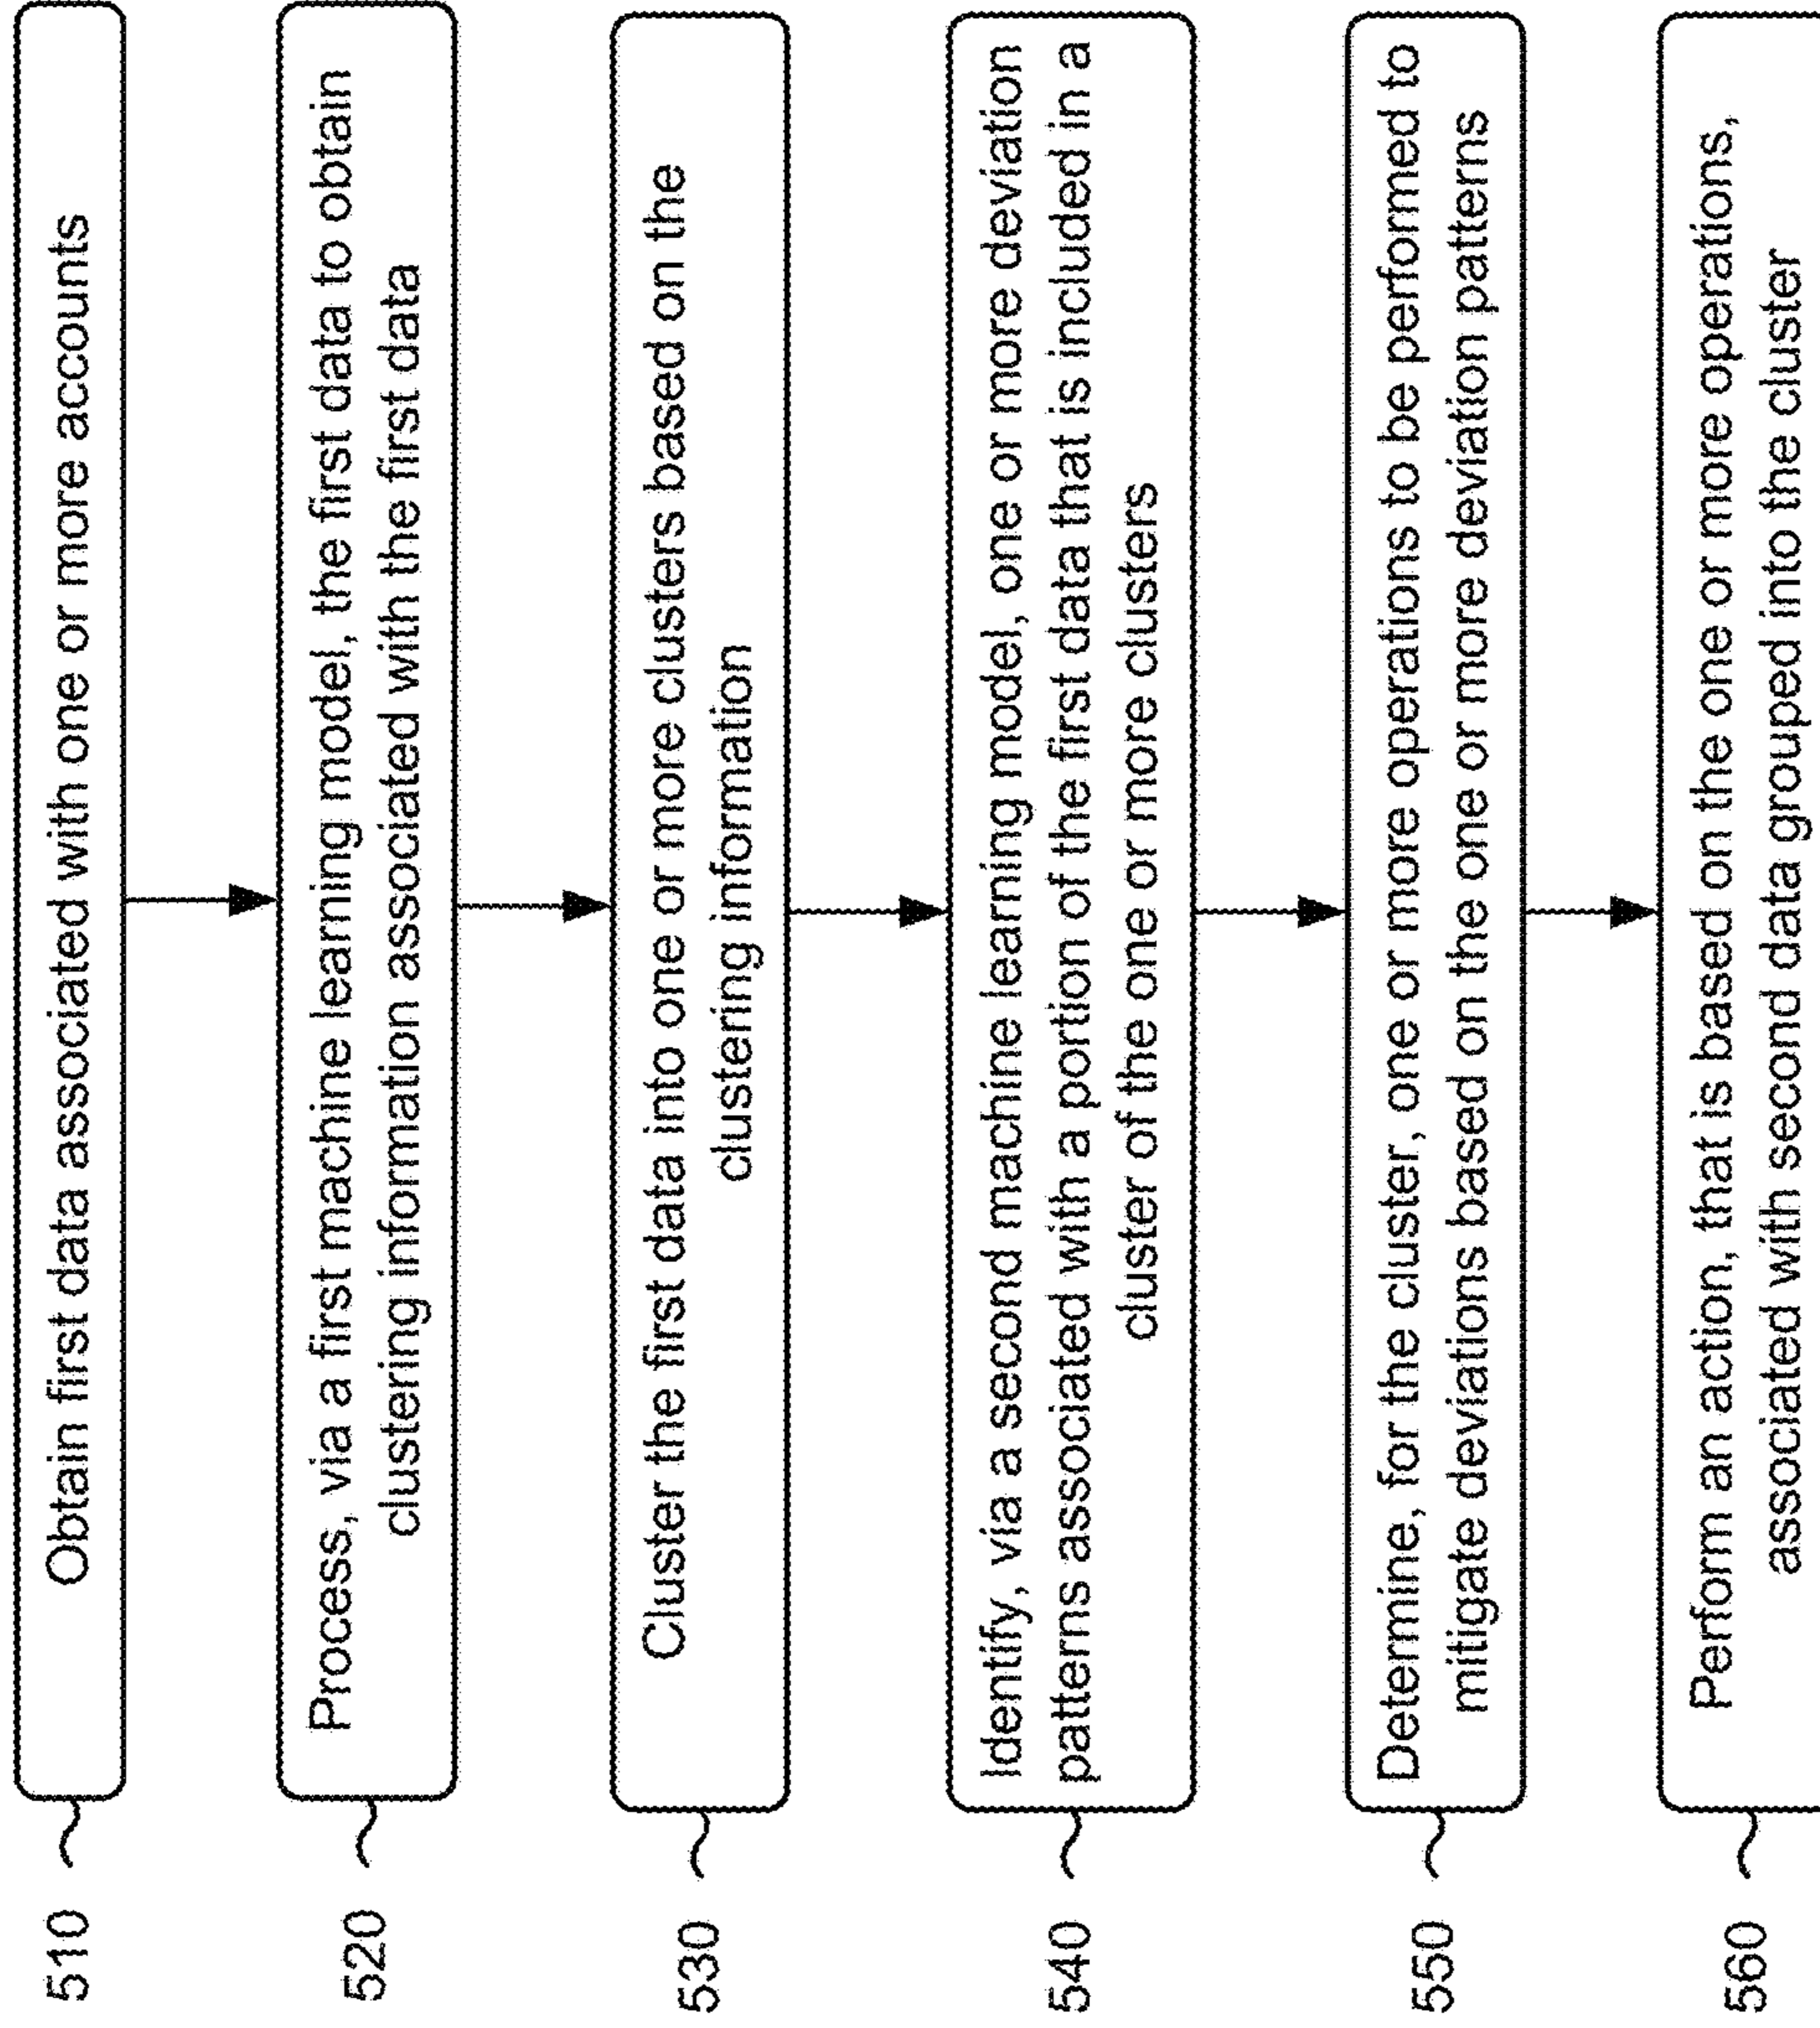 510
Obtain first data associated with one or more accounts
520
Process, via a first machine learning model, the first data to obtain
clustering information associated with the first data
530
Cluster the first data into one or more clusters based on the
clustering information
540
Identify, via a second machine learning model, one or more deviation
patterns associated with a portion of the first data that is included in a
cluster of the one or more clusters
550
Determine, for the cluster, one or more operations to be performed to
mitigate deviations based on the one or more deviation patterns
560
Perform an action, that is based on the one or more operations,
associated with second data grouped into the cluster